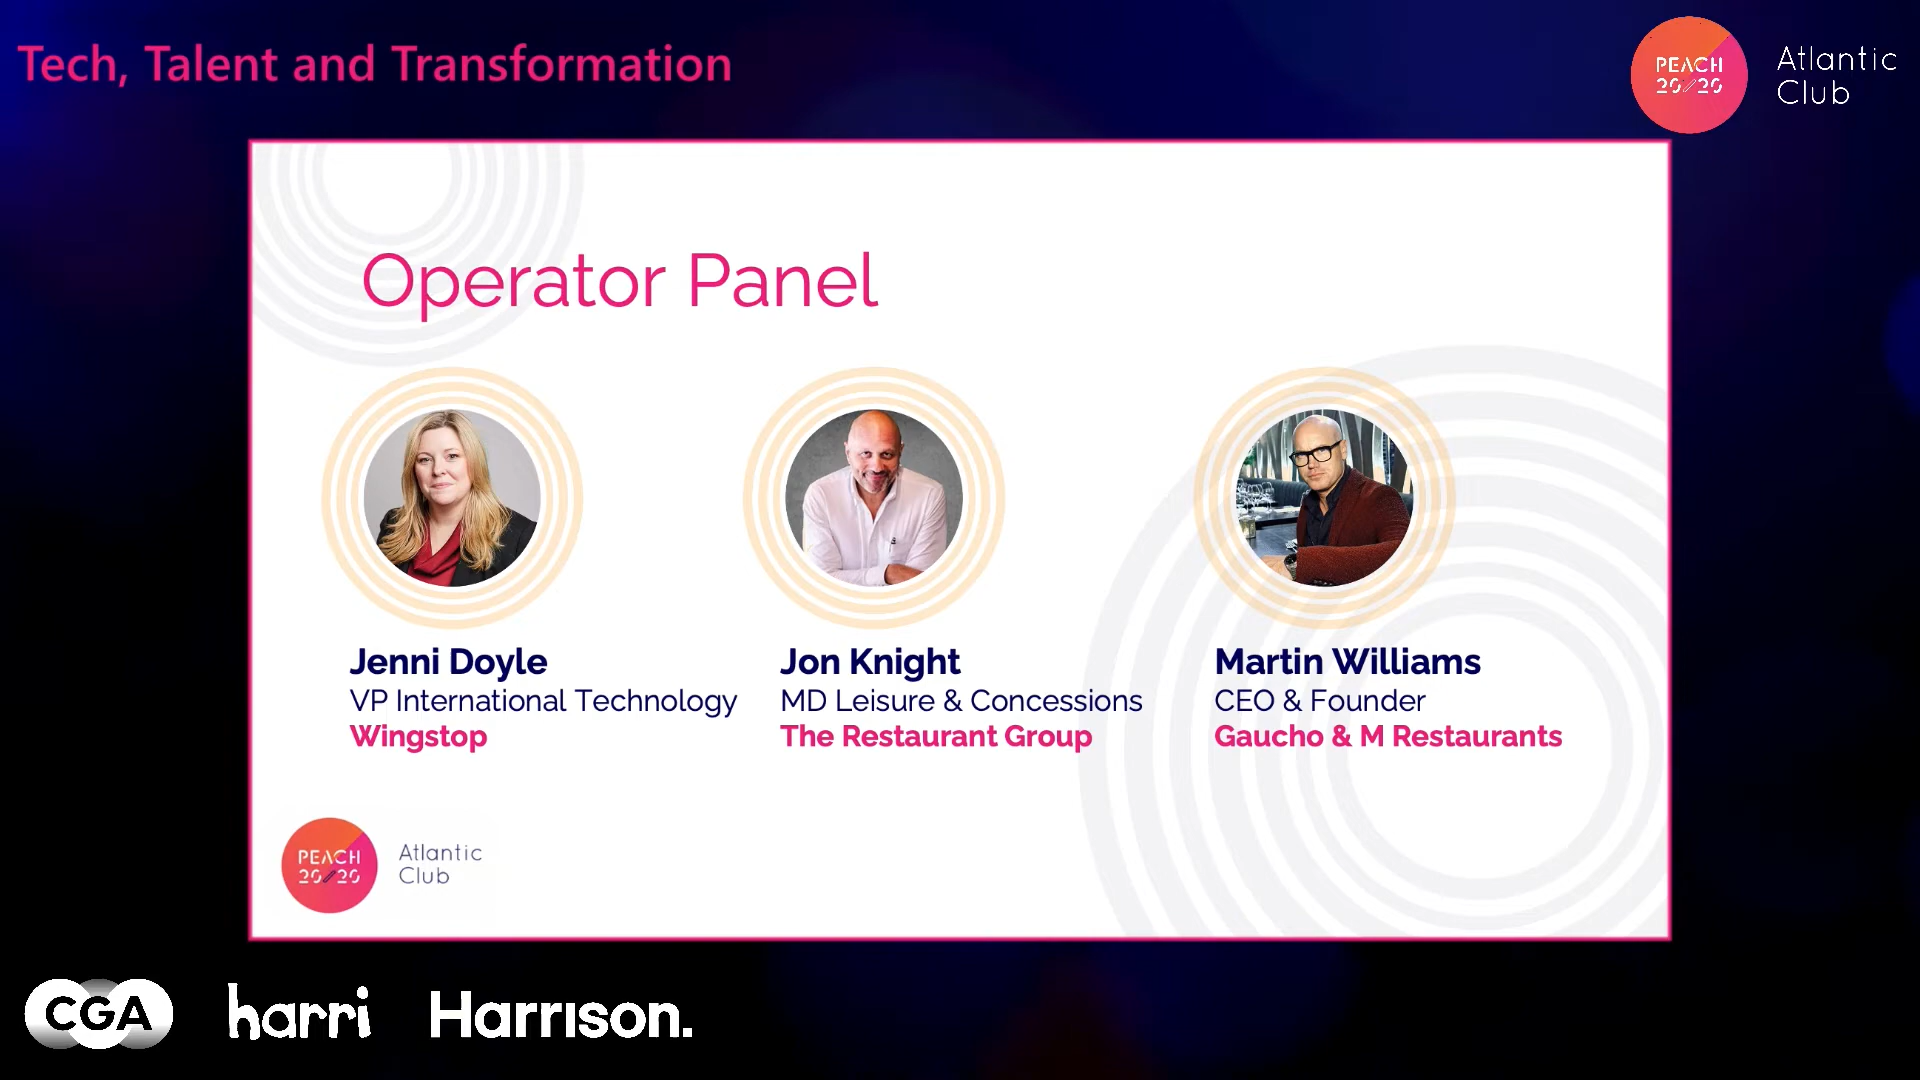 Tech, Talent and Transformation
PEACH
20/20
Atlantic
Club
Operator Panel
Jenni Doyle
VP International Technology
Wingstop
Jon Knight
MD Leisure & Concessions
The Restaurant Group
Martin Williams
CEO & Founder
Gaucho & M Restaurants
PEACH
20/20
Atlantic
Club
CGA
harri
Harrison.